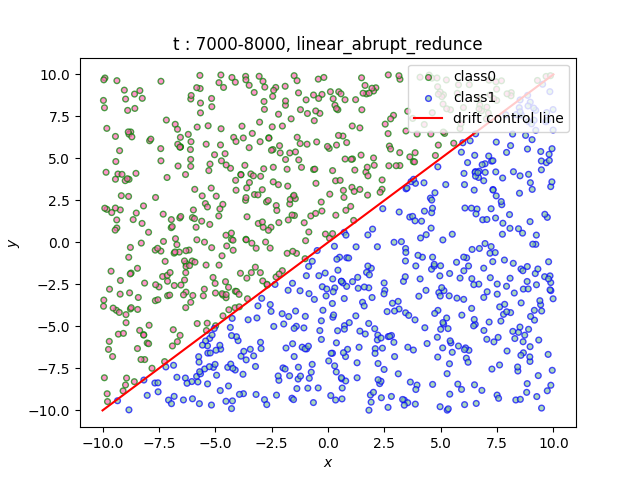 t : 7000-8000, linear_abrupt_redunce
class0
class1
drift control line
10.0
7.5
5.0
2.5
0.0
−2.5
−5.0
−7.5
−10.0
y
−10.0 −7.5 −5.0 −2.5 0.0 2.5 5.0 7.5 10.0
x